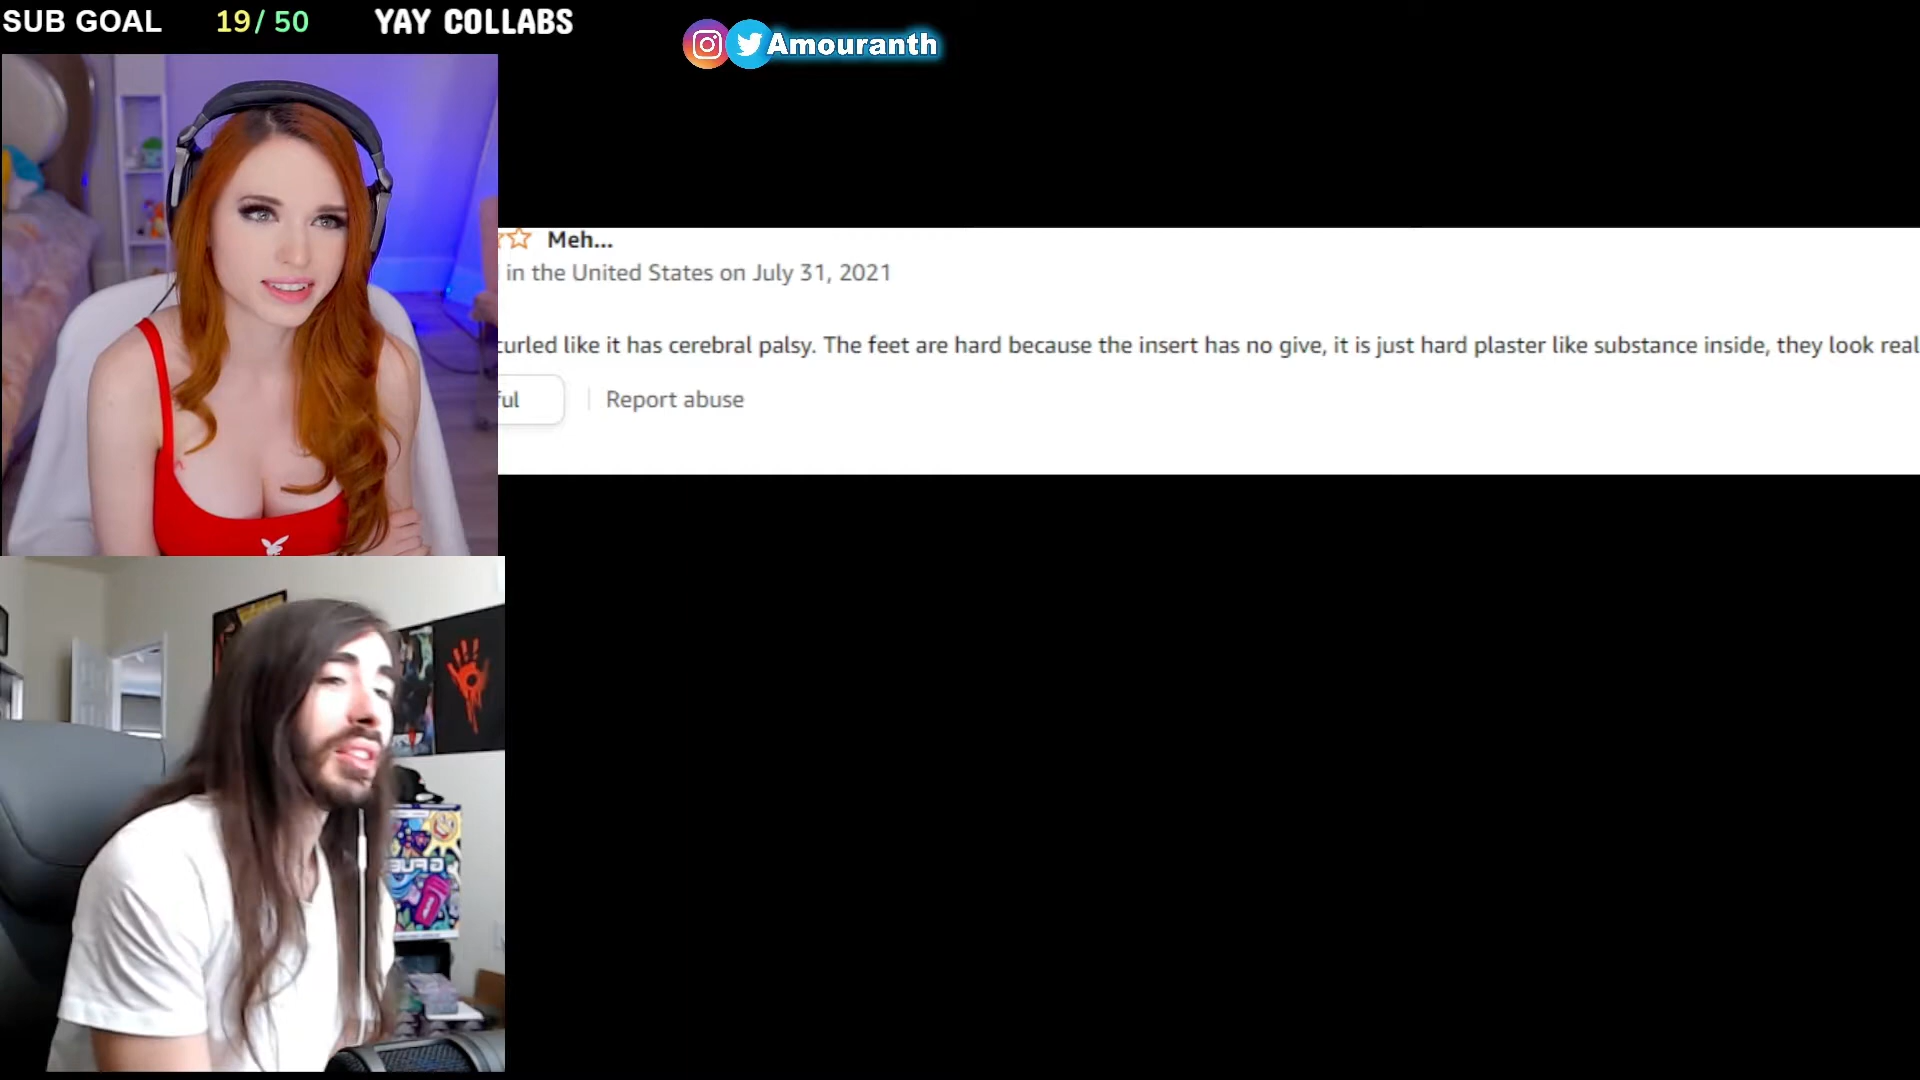 SUB GOAL 19/ 50 YAY COLLABS
Amouranth
Meh...
in the United States on July 31, 2021
curled like it has cerebral palsy. The feet are hard because the insert has no give, it is just hard plaster like substance inside, they look real
ful
Report abuse
G FUEL